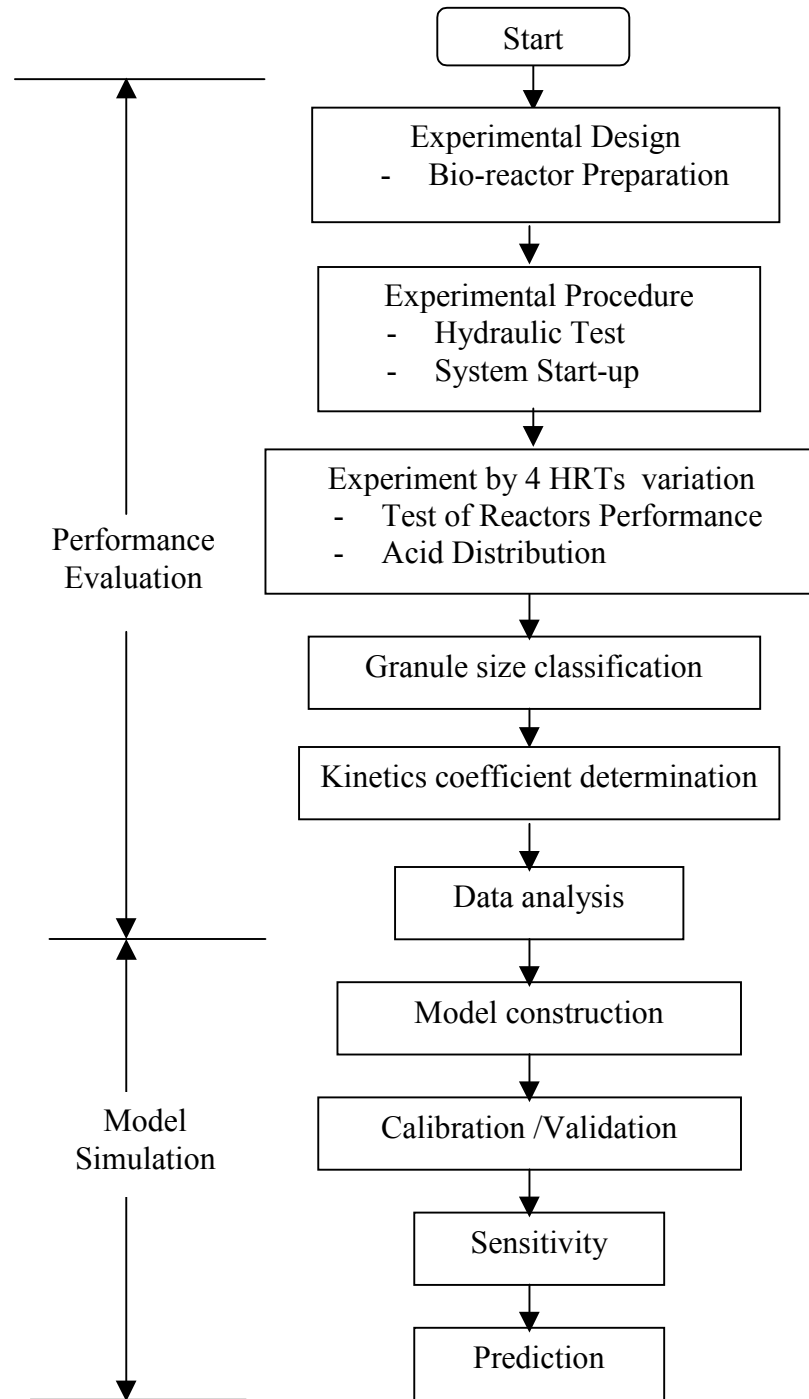 Start
Experimental Design
- Bio-reactor Preparation
Experimental Procedure
- Hydraulic Test
- System Start-up
Experiment by 4 HRTs variation
- Test of Reactors Performance
- Acid Distribution
Performance
Evaluation
Granule size classification
Kinetics coefficient determination
Data analysis
Model construction
Model
Simulation
Calibration /Validation
Sensitivity
Prediction